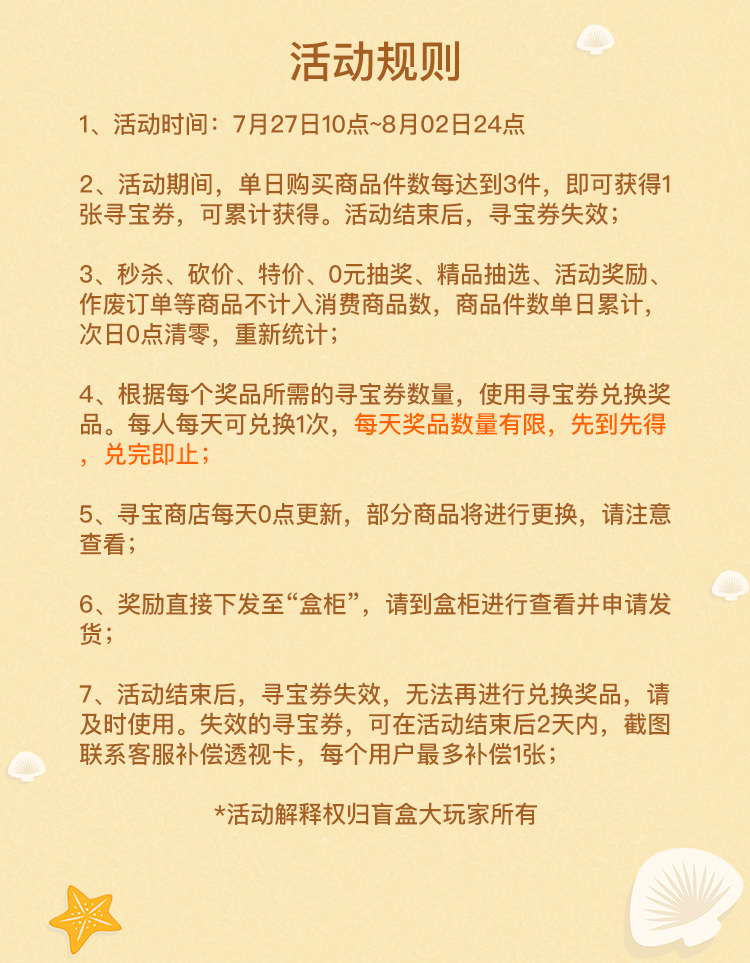 活动规则
1、活动时间：7月27日10点~8月02日24点
2、活动期间，单日购买商品件数每达到3件，即可获得1
张寻宝券，可累计获得。活动结束后，寻宝券失效；
3、秒杀、砍价、特价、0元抽奖、精品抽选、活动奖励、
作废订单等商品不计入消费商品数，商品件数单日累计，
次日0点清零，重新统计；
4、根据每个奖品所需的寻宝券数量，使用寻宝券兑换奖
品。每人每天可兑换1次，每天奖品数量有限，先到先得
，兑完即止；
5、寻宝商店每天0点更新，部分商品将进行更换，请注意
查看；
6、奖励直接下发至“盒柜”，请到盒柜进行查看并申请发
货；
7、活动结束后，寻宝券失效，无法再进行兑换奖品，请
及时使用。失效的寻宝券，可在活动结束后2天内，截图
联系客服补偿透视卡，每个用户最多补偿1张；
*活动解释权归盲盒大玩家所有